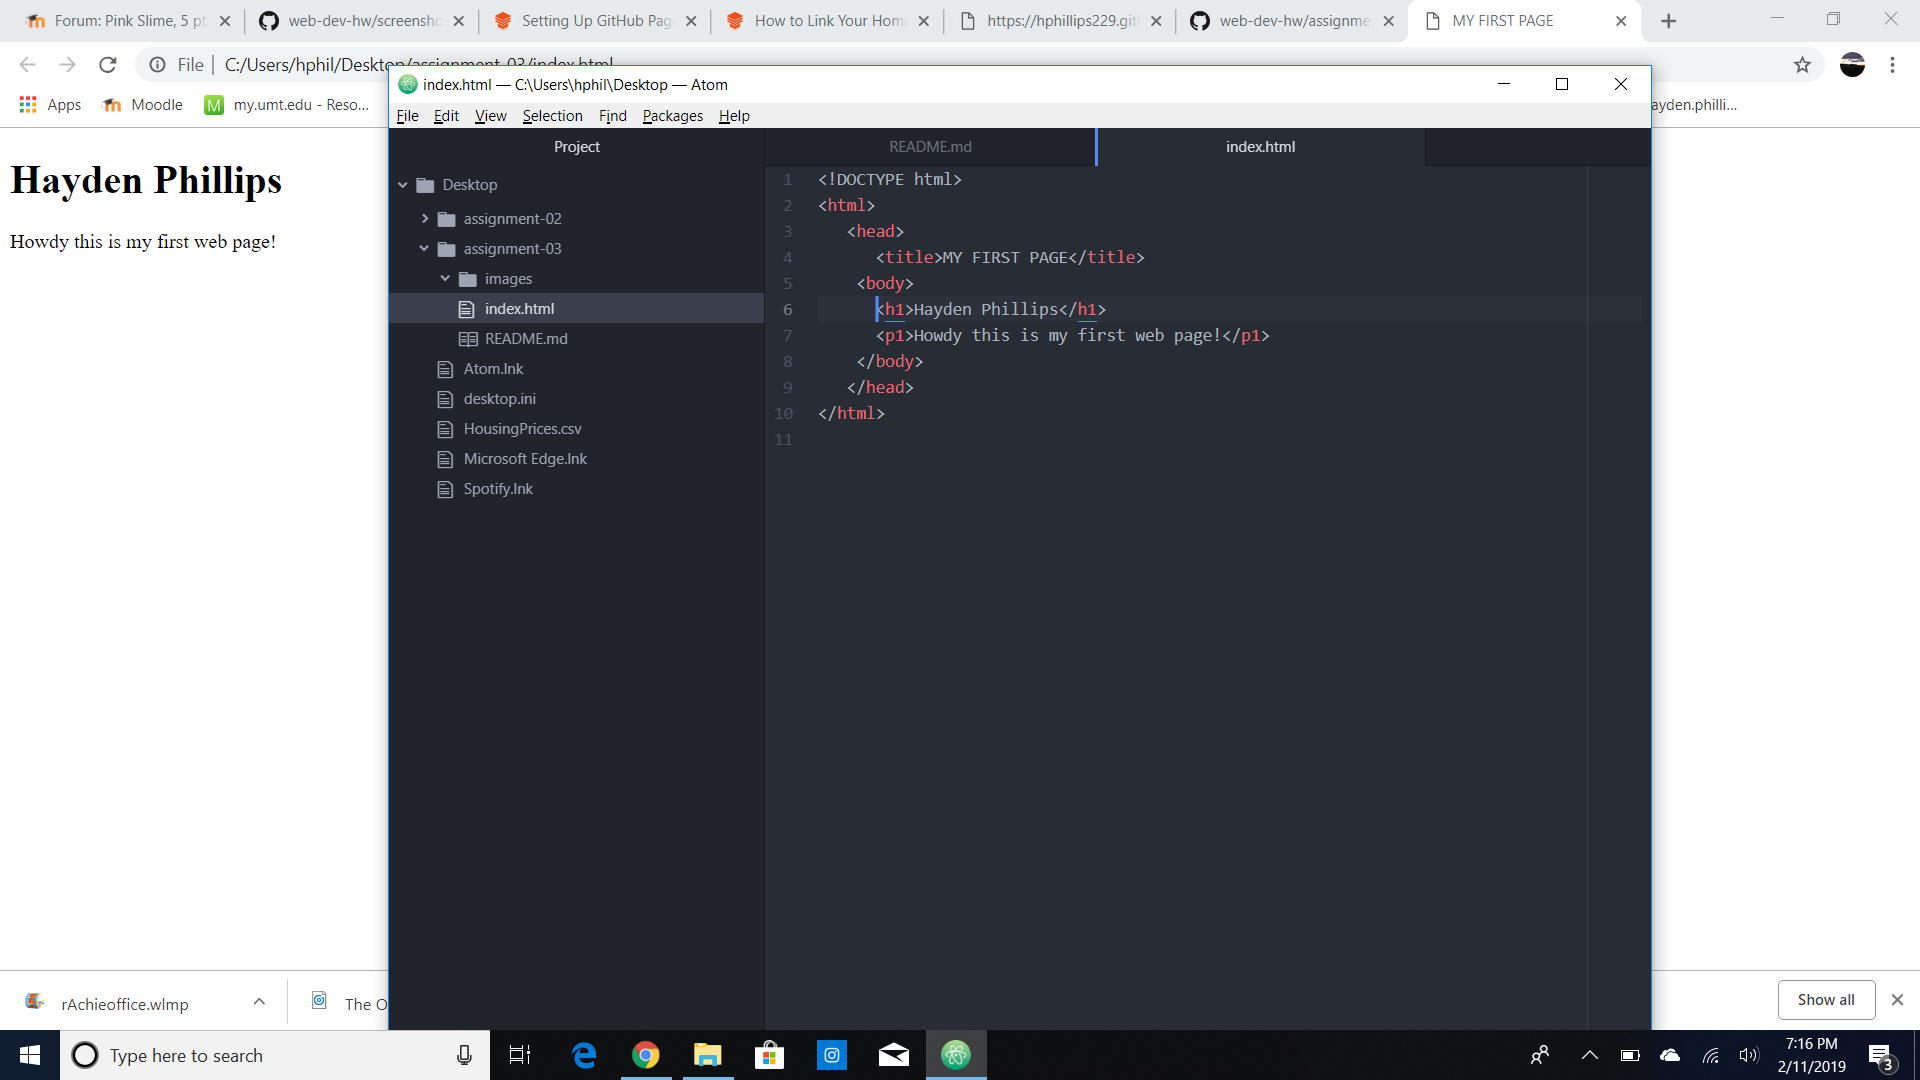 Forum: Pink Slime, 5 pt
web-dev-hw/screensho
Setting Up GitHub Pag
How to Link Your Hom
https://hphillips229.git
web-dev-hw/assignme
MY FIRST PAGE
File | C:/Users/hphil/Desktop/assignment-03/index.html
Apps
Moodle
M my.umt.edu - Reso...
ayden.philli...
Hayden Phillips
Howdy this is my first web page!
index.html — C:\Users\hphil\Desktop — Atom
File Edit View Selection Find Packages Help
Project
README.md
index.html
Desktop
assignment-02
assignment-03
images
index.html
README.md
Atom.lnk
desktop.ini
HousingPrices.csv
Microsoft Edge.lnk
Spotify.lnk
1 <!DOCTYPE html>
2 <html>
3 <head>
4 <title>MY FIRST PAGE</title>
5 <body>
6 <h1>Hayden Phillips</h1>
7 <p1>Howdy this is my first web page!</p1>
8 </body>
9 </head>
10 </html>
11
rAchieoffice.wlmp
The O
Show all
Type here to search
7:16 PM
2/11/2019
3